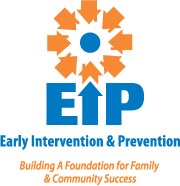 EIP
Early Intervention & Prevention
Building A Foundation for Family
& Community Success